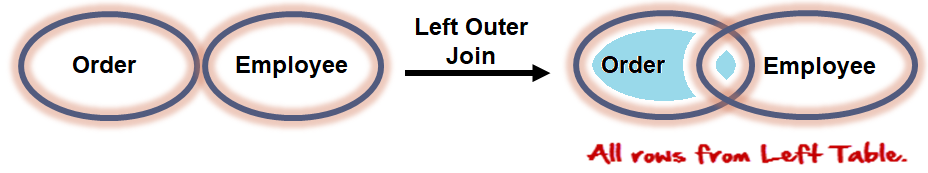 Order
Employee
Left Outer
Join
Order
Employee
All rows from Left Table.